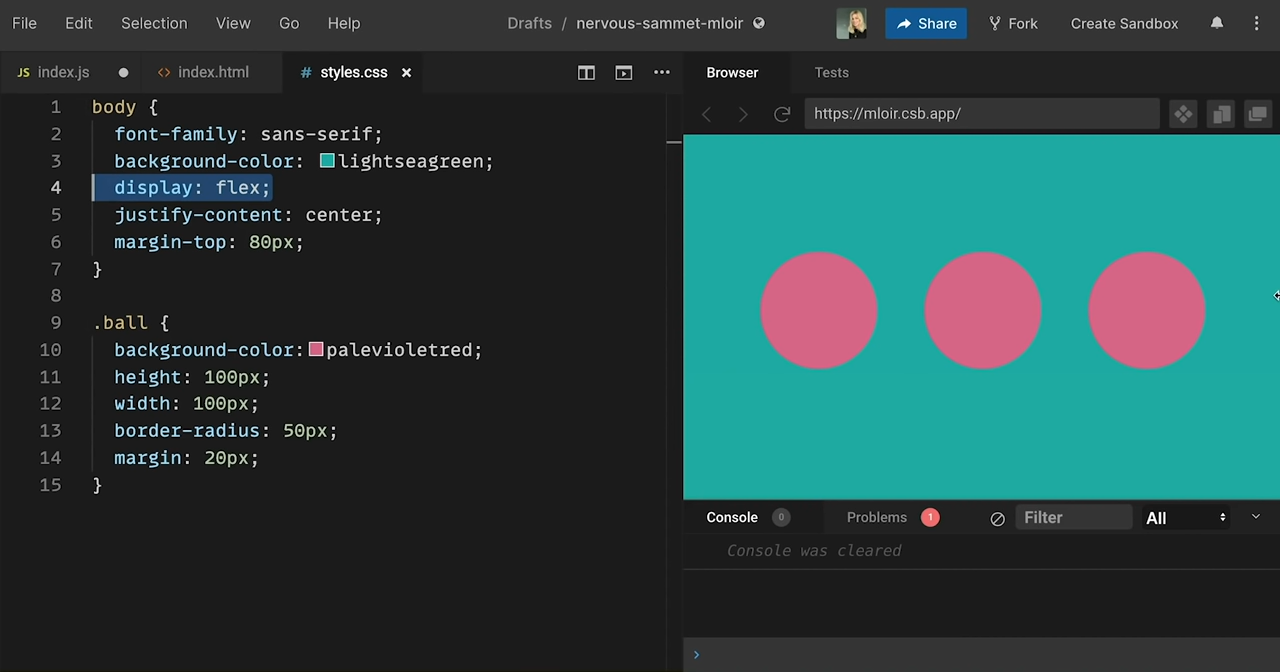 File Edit Selection View Go Help Drafts / nervous-sammet-mloir Share Fork Create Sandbox
JS index.js <> index.html # styles.css × Browser Tests
https://mloir.csb.app/
1 body {
2 font-family: sans-serif;
3 background-color: lightseagreen;
4 display: flex;
5 justify-content: center;
6 margin-top: 80px;
7 }
8
9 .ball {
10 background-color: palevioletred;
11 height: 100px;
12 width: 100px;
13 border-radius: 50px;
14 margin: 20px;
15 }
Console 0 Problems 1 Filter All
Console was cleared
›